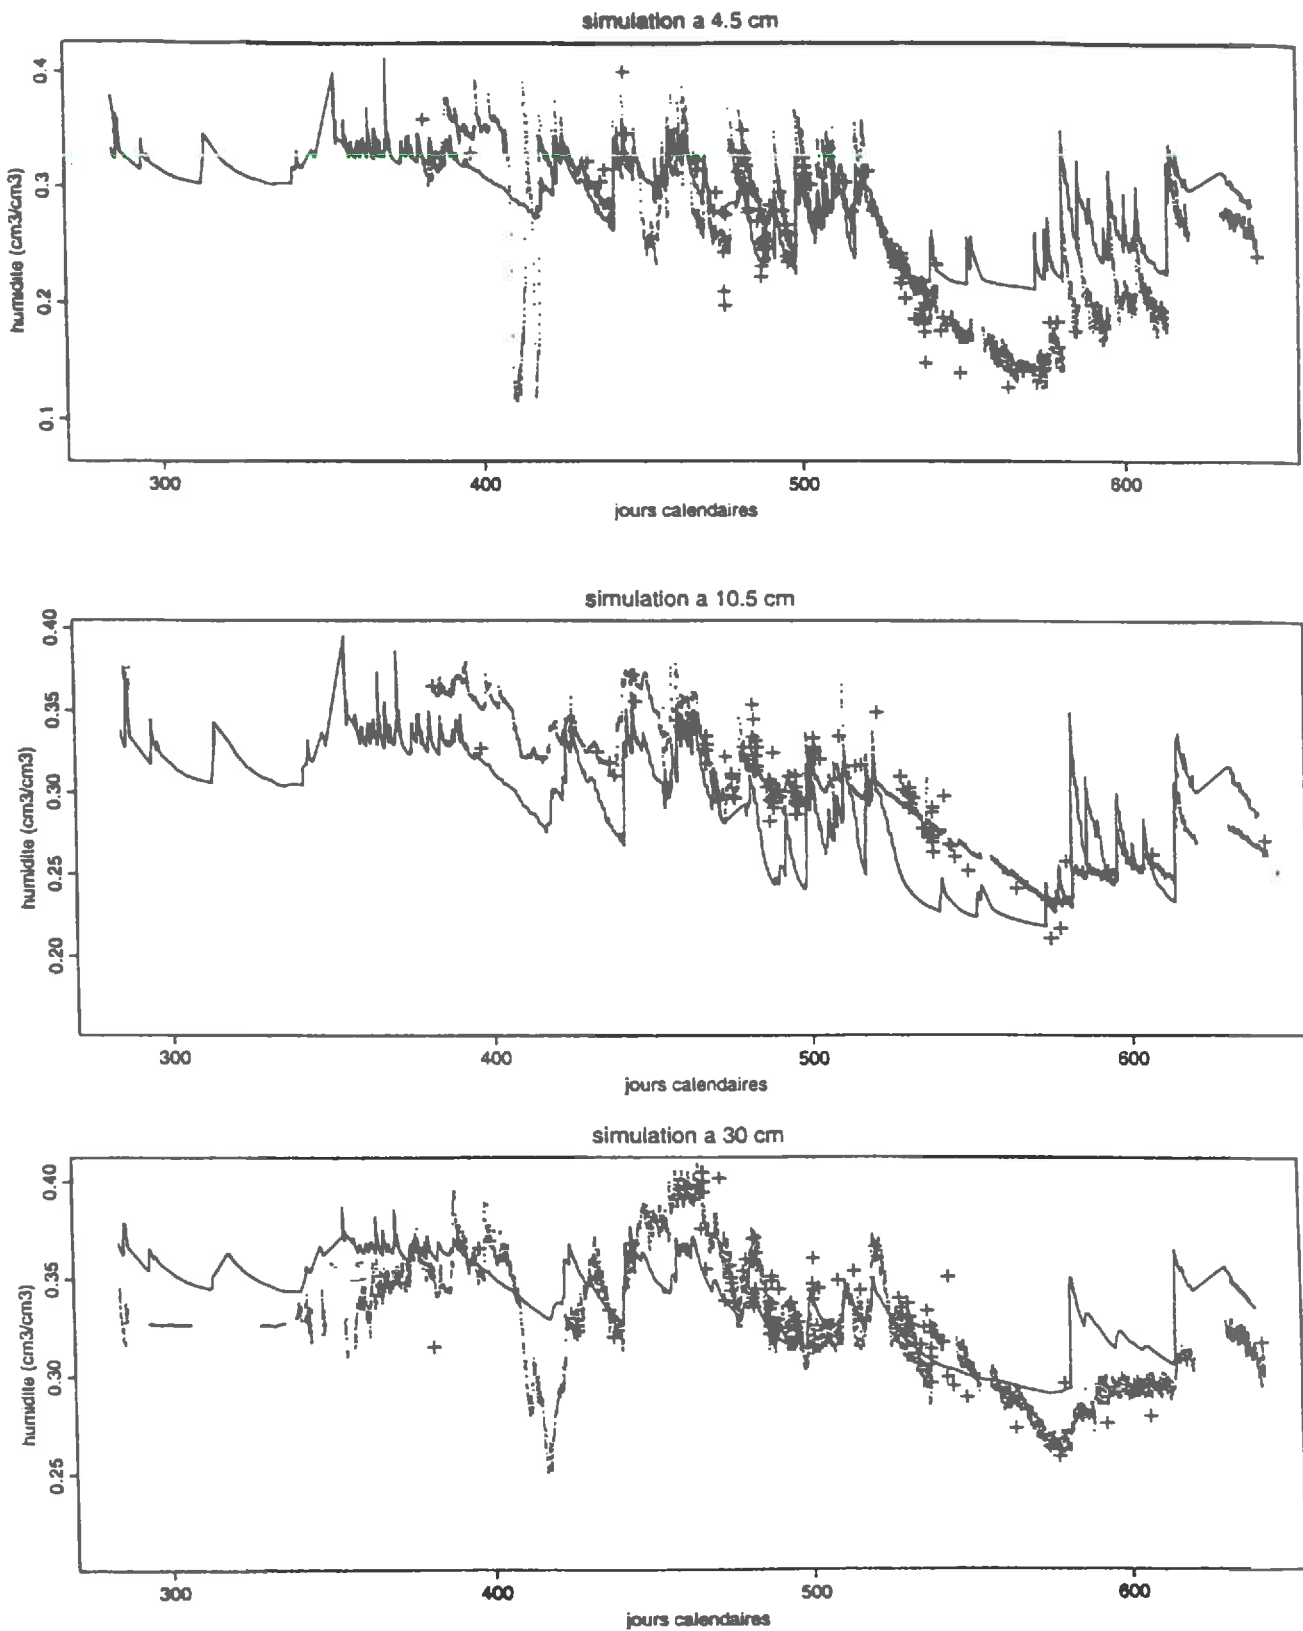 simulation a 4.5 cm
0.4
0.3
0.2
0.1
humidite (cm3/cm3)
300 400 500 600
jours calendaires
simulation a 10.5 cm
0.40
0.35
0.30
0.25
0.20
humidite (cm3/cm3)
300 400 500 600
jours calendaires
simulation a 30 cm
0.40
0.35
0.30
0.25
humidite (cm3/cm3)
300 400 500 600
jours calendaires